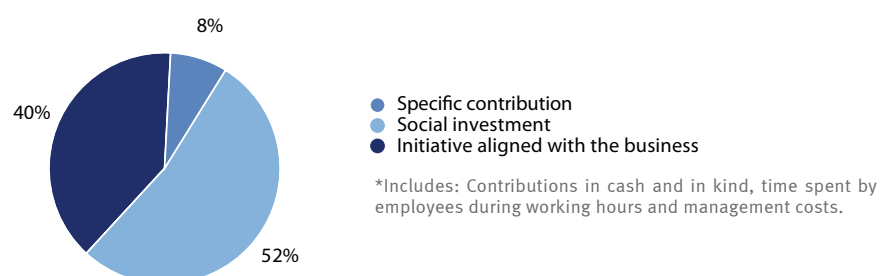 8%
40%
52%
Specific contribution
Social investment
Initiative aligned with the business
*Includes: Contributions in cash and in kind, time spent by
employees during working hours and management costs.